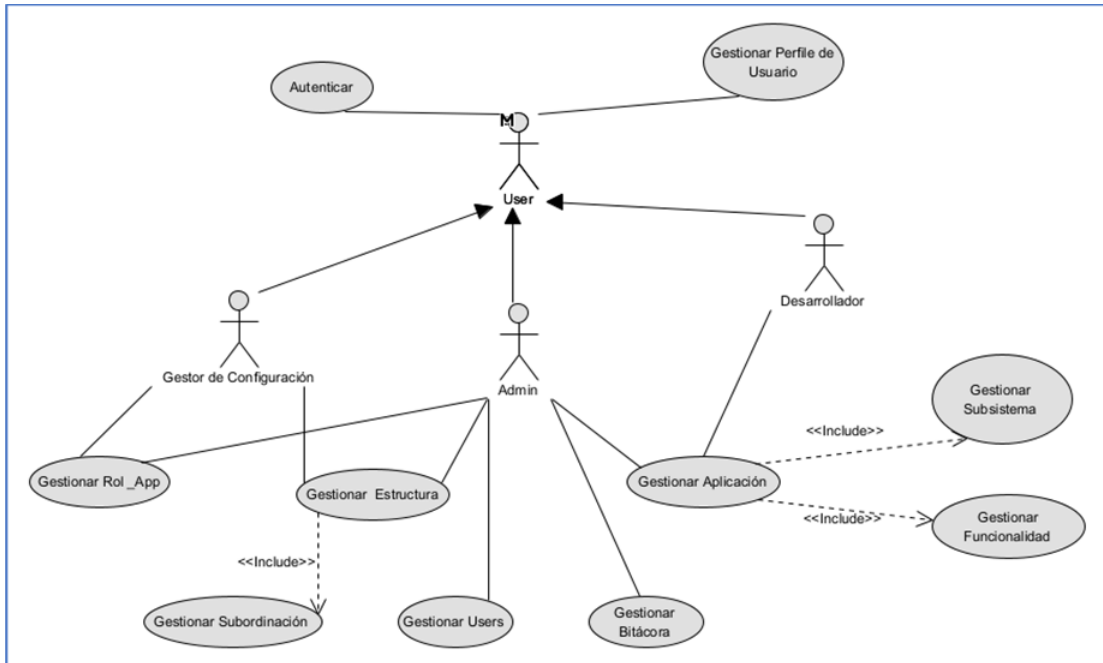 Gestionar Perfile de
Usuario
Autenticar
M
User
Desarrollador
Gestor de Configuración
Admin
Gestionar
Subsistema
<<Include>>
Gestionar Rol _App
Gestionar Estructura
Gestionar Aplicación
<<Include>>
Gestionar
Funcionalidad
<<Include>>
Gestionar Subordinación
Gestionar Users
Gestionar
Bitácora